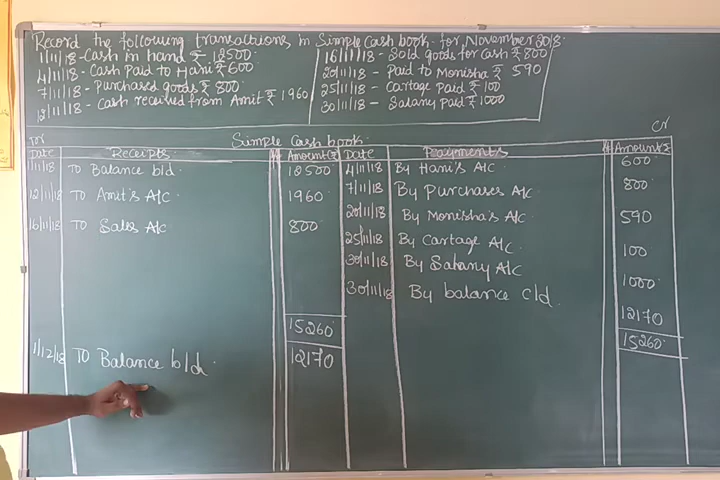 Record the following transactions in Simple Cash book for November 2018.
1/11/18 - Cash in hand ₹ 12500.
4/11/18 - Cash Paid to Hani ₹ 600
7/11/18 - Purchased goods ₹ 800
12/11/18 - Cash received from Amit ₹ 1960
16/11/18 - Sold goods for Cash ₹ 800
20/11/18 - Paid to Monisha ₹ 590
25/11/18 - Cartage Paid ₹ 100
30/11/18 - Salary Paid ₹ 1000
Simple Cash book. Cr
Date Receipts Amount(₹) Date Payments Amount ₹
1/11/18 To Balance b/d. 12500 4/11/18 By Hani's A/C 600
12/11/18 To Amit's A/C 1960 7/11/18 By Purchases A/C 800
16/11/18 To Sales A/C 800 20/11/18 By Monisha's A/C 590
25/11/18 By Cartage A/C 100
30/11/18 By Salary A/C 1000
30/11/18 By balance c/d. 12170
15260 15260
1/12/18 To Balance b/d 12170